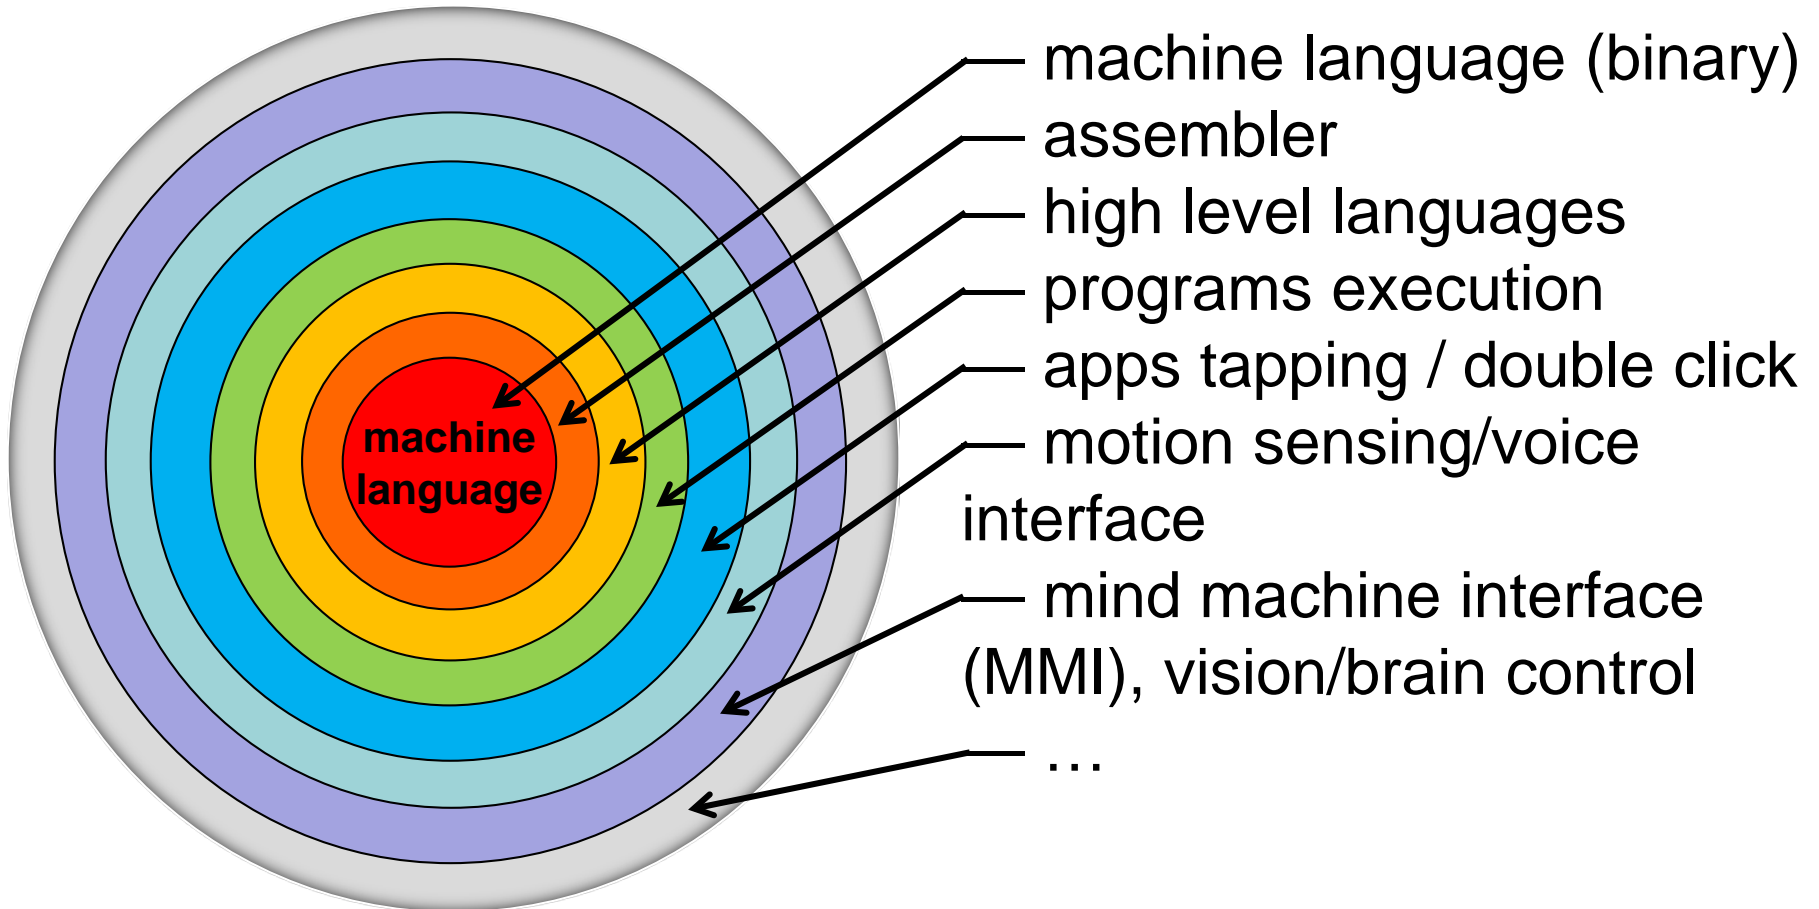 machine language (binary)
assembler
high level languages
programs execution
apps tapping / double click
motion sensing/voice
interface
mind machine interface
(MMI), vision/brain control
…
machine
language